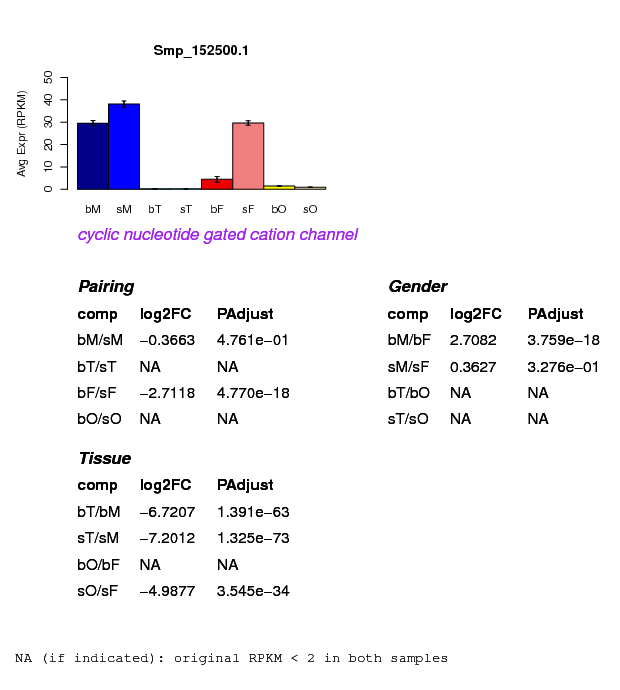 Smp_152500.1
Avg Expr (RPKM)
50
40
30
20
10
0
bM sM bT sT bF sF bO sO
cyclic nucleotide gated cation channel
Pairing
comp log2FC PAdjust
bM/sM −0.3663 4.761e−01
bT/sT NA NA
bF/sF −2.7118 4.770e−18
bO/sO NA NA
Gender
comp log2FC PAdjust
bM/bF 2.7082 3.759e−18
sM/sF 0.3627 3.276e−01
bT/bO NA NA
sT/sO NA NA
Tissue
comp log2FC PAdjust
bT/bM −6.7207 1.391e−63
sT/sM −7.2012 1.325e−73
bO/bF NA NA
sO/sF −4.9877 3.545e−34
NA (if indicated): original RPKM < 2 in both samples